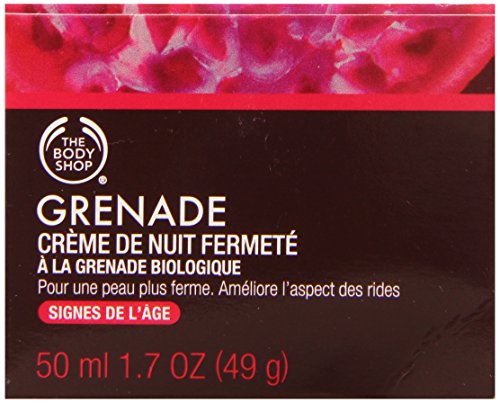 THE
BODY
SHOP®
GRENADE
CRÈME DE NUIT FERMETÉ
À LA GRENADE BIOLOGIQUE
Pour une peau plus ferme. Améliore l'aspect des rides
SIGNES DE L'ÂGE
50 ml 1.7 OZ (49 g)